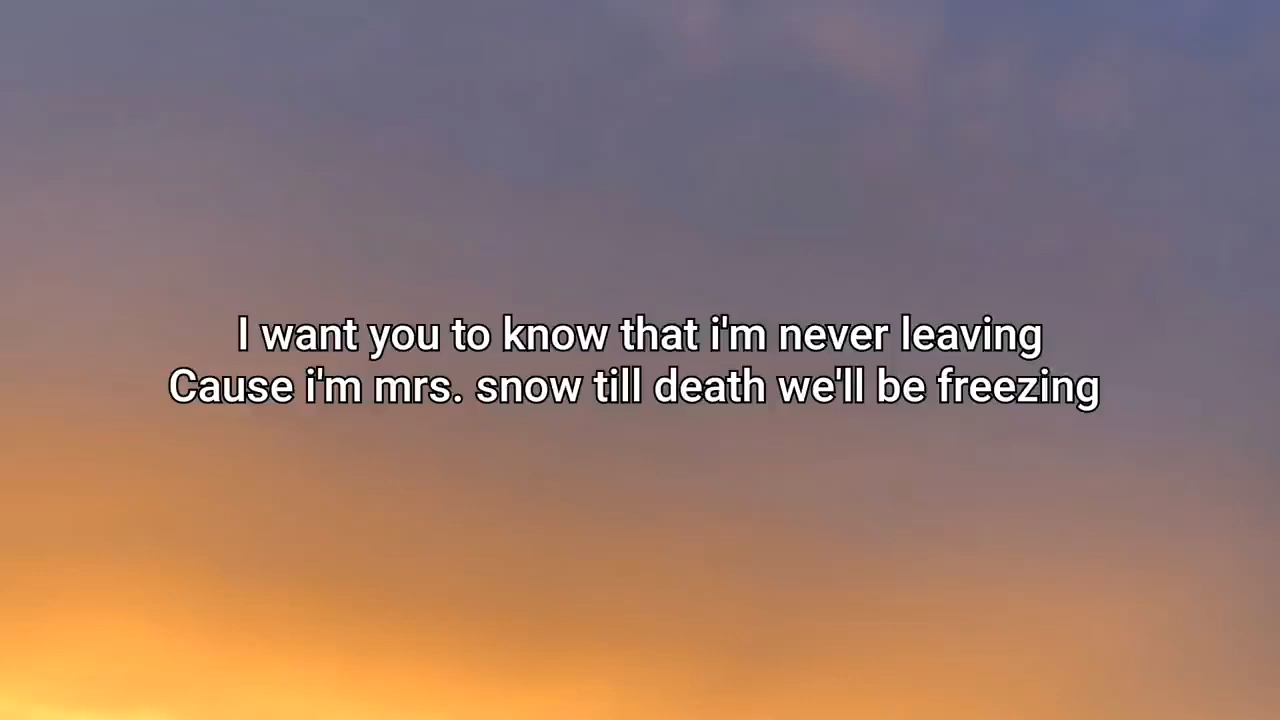 I want you to know that i'm never leaving
Cause i'm mrs. snow till death we'll be freezing